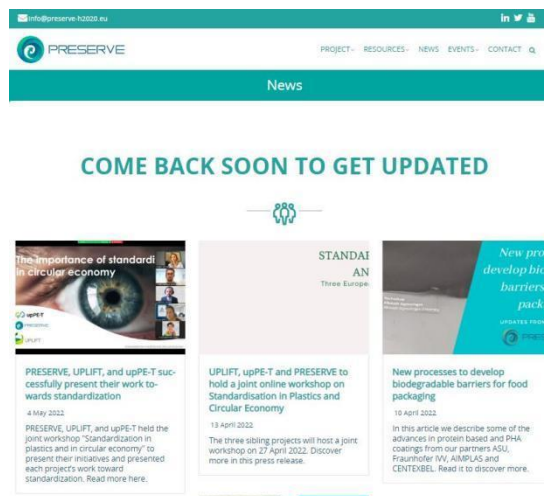 info@preserve-h2020.eu
PRESERVE
PROJECT RESOURCES NEWS EVENTS CONTACT
News
COME BACK SOON TO GET UPDATED
The importance of standardi
in circular economy
upPE-T
PRESERVE
UPLIFT
STANDAR
AN
Three Europe
New pro
develop bio
barriers
pack
UPDATES FROM
PRES
PRESERVE, UPLIFT, and upPE-T suc-
cessfully present their work to-
wards standardization
4 May 2022
PRESERVE, UPLIFT, and upPE-T held the
joint workshop "Standardization in
plastics and in circular economy" to
present their initiatives and presented
each project's work toward
standardization. Read more here.
UPLIFT, upPE-T and PRESERVE to
hold a joint online workshop on
Standardisation in Plastics and
Circular Economy
13 April 2022
The three sibling projects will host a joint
workshop on 27 April 2022. Discover
more in this press release.
New processes to develop
biodegradable barriers for food
packaging
10 April 2022
In this article we describe some of the
advances in protein based and PHA
coatings from our partners ASU,
Fraunhofer IVV, AIMPLAS and
CENTEXBEL. Read it to discover more.